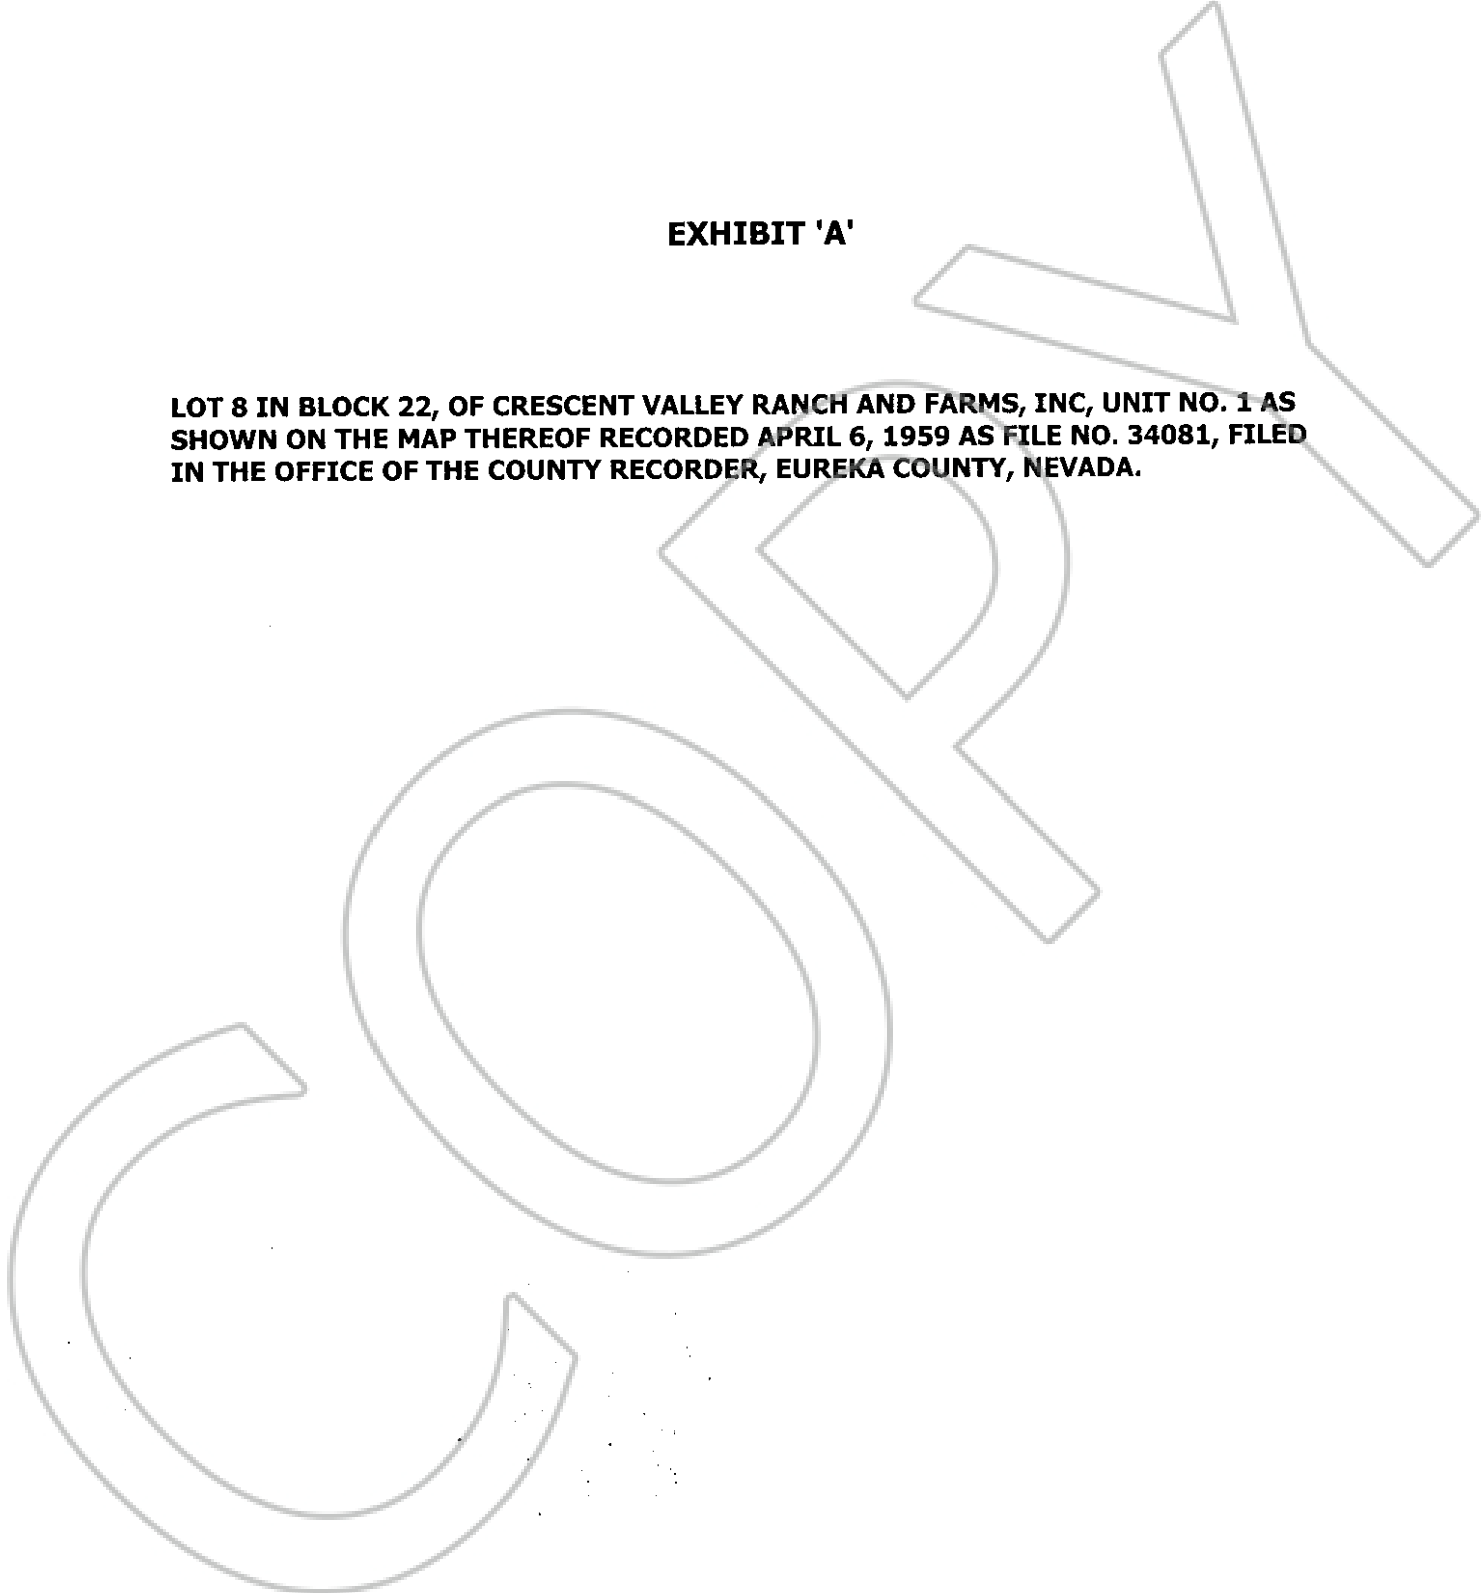 EXHIBIT 'A'
LOT 8 IN BLOCK 22, OF CRESCENT VALLEY RANCH AND FARMS, INC, UNIT NO. 1 AS
SHOWN ON THE MAP THEREOF RECORDED APRIL 6, 1959 AS FILE NO. 34081, FILED
IN THE OFFICE OF THE COUNTY RECORDER, EUREKA COUNTY, NEVADA.
COPY